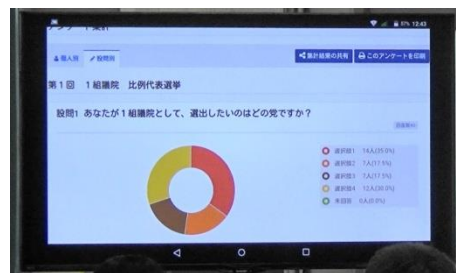 87% 12:43
アンケート集計
個人別 設問別
集計結果の共有 このアンケートを印刷
第1回 1組議院 比例代表選挙
設問1 あなたが1組議院として、選出したいのはどの党ですか?
選択肢1 14人(35.0%)
選択肢2 7人(17.5%)
選択肢3 7人(17.5%)
選択肢4 12人(30.0%)
未回答 0人(0.0%)